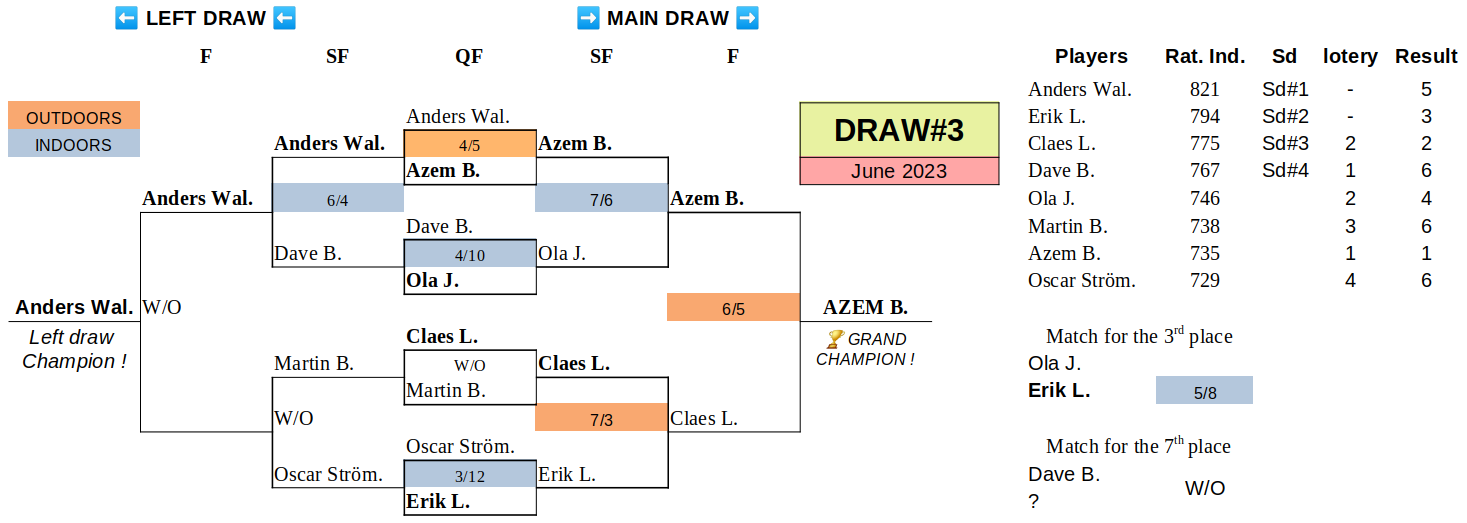 ⬅ LEFT DRAW ⬅ ➡ MAIN DRAW ➡
F SF QF SF F
Players Rat. Ind. Sd lotery Result
Anders Wal. 821 Sd#1 - 5
Erik L. 794 Sd#2 - 3
Claes L. 775 Sd#3 2 2
Dave B. 767 Sd#4 1 6
Ola J. 746 2 4
Martin B. 738 3 6
Azem B. 735 1 1
Oscar Ström. 729 4 6
OUTDOORS
INDOORS
DRAW#3
June 2023
Anders Wal.
Left draw
Champion !
Anders Wal.
W/O
Anders Wal.
6/4
Dave B.
Martin B.
W/O
Oscar Ström.
Anders Wal.
4/5
Azem B.
Dave B.
4/10
Ola J.
Claes L.
W/O
Martin B.
Oscar Ström.
3/12
Erik L.
Azem B.
7/6
Ola J.
Claes L.
7/3
Erik L.
Azem B.
6/5
Claes L.
AZEM B.
🏆 GRAND
CHAMPION !
Match for the 3rd place
Ola J.
Erik L. 5/8
Match for the 7th place
Dave B.
W/O
?